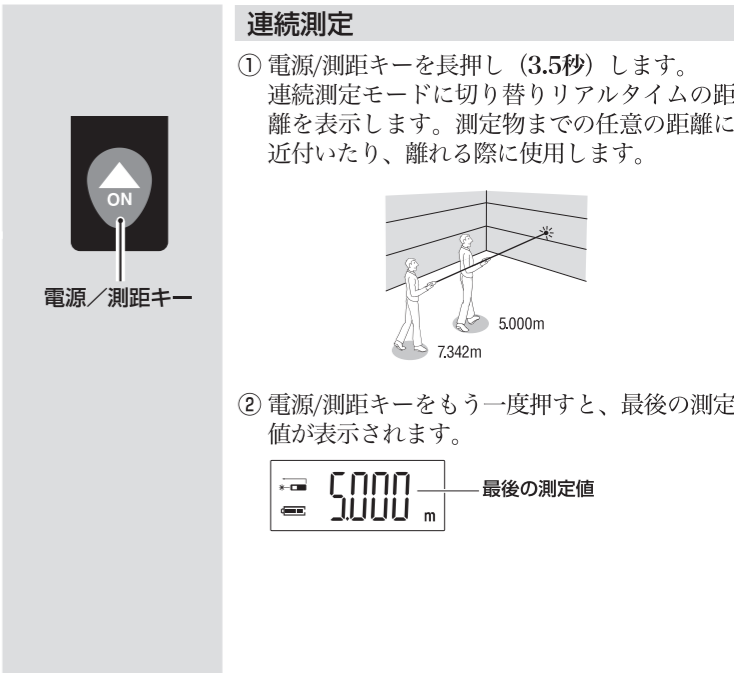 連続測定
① 電源/測距キーを長押し（3.5秒）します。
連続測定モードに切り替りリアルタイムの距
離を表示します。測定物までの任意の距離に
近付いたり、離れる際に使用します。
ON
電源／測距キー
5.000m
7.342m
② 電源/測距キーをもう一度押すと、最後の測定
値が表示されます。
5.000 m
最後の測定値